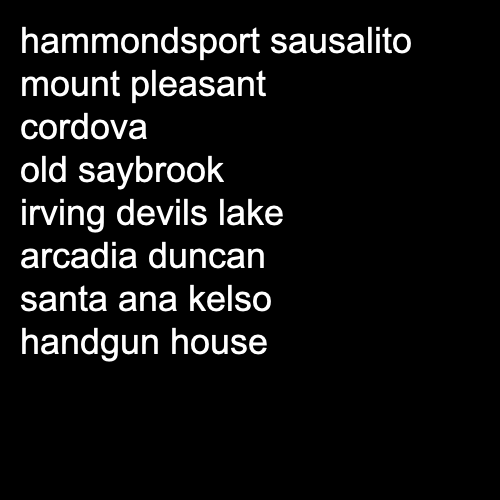 hammondsport sausalito
mount pleasant
cordova
old saybrook
irving devils lake
arcadia duncan
santa ana kelso
handgun house